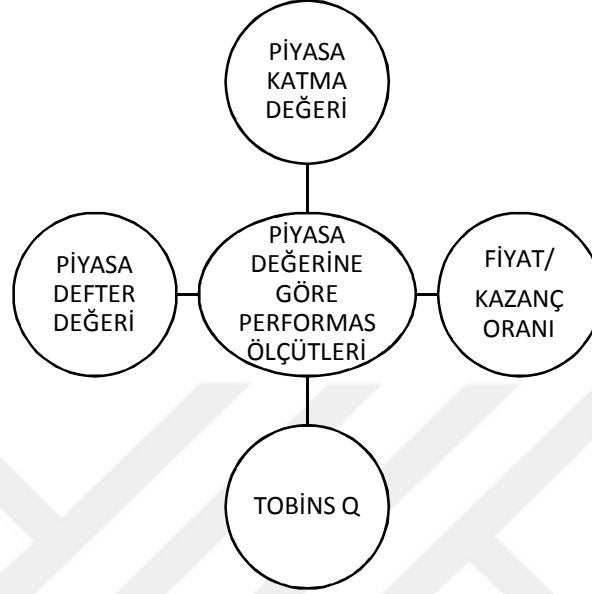 PİYASA
KATMA
DEĞERİ
PİYASA
DEFTER
DEĞERİ
PİYASA
DEĞERİNE
GÖRE
PERFORMAS
ÖLÇÜTLERİ
FİYAT/
KAZANÇ
ORANI
TOBİNS Q